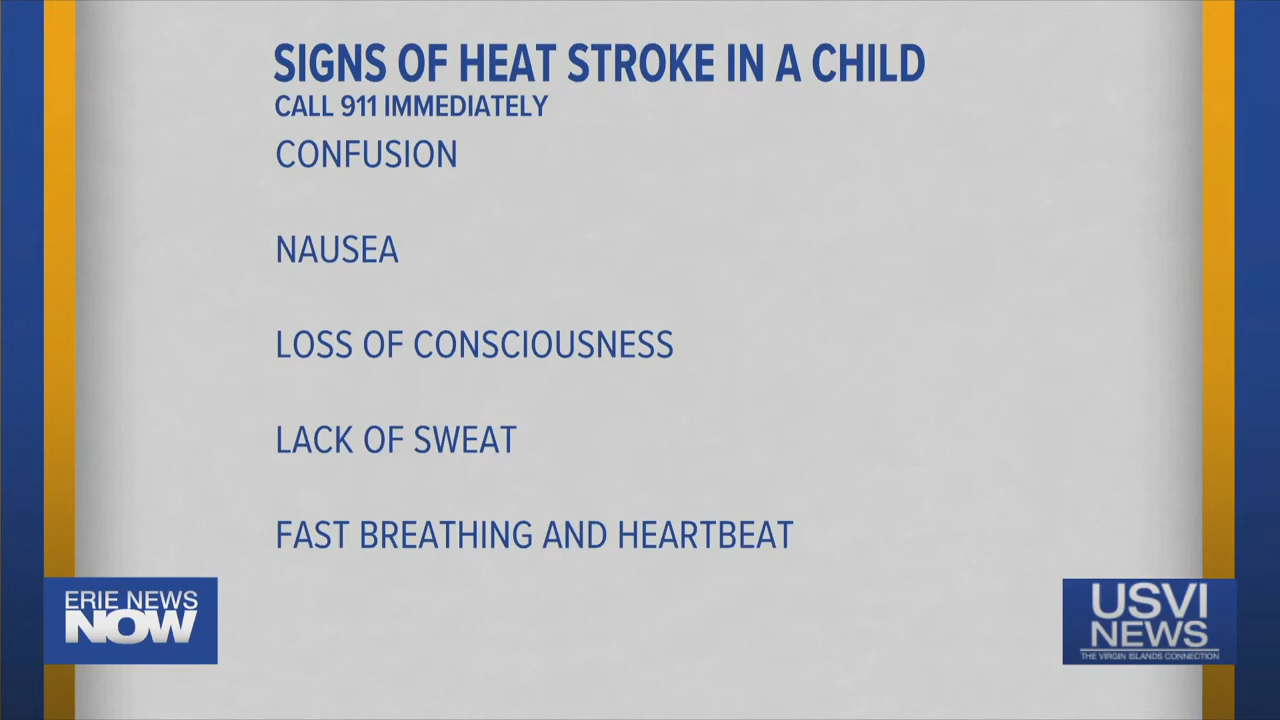 SIGNS OF HEAT STROKE IN A CHILD
CALL 911 IMMEDIATELY
CONFUSION
NAUSEA
LOSS OF CONSCIOUSNESS
LACK OF SWEAT
FAST BREATHING AND HEARTBEAT
ERIE NEWS
NOW
USVI
NEWS
THE VIRGIN ISLANDS CONNECTION